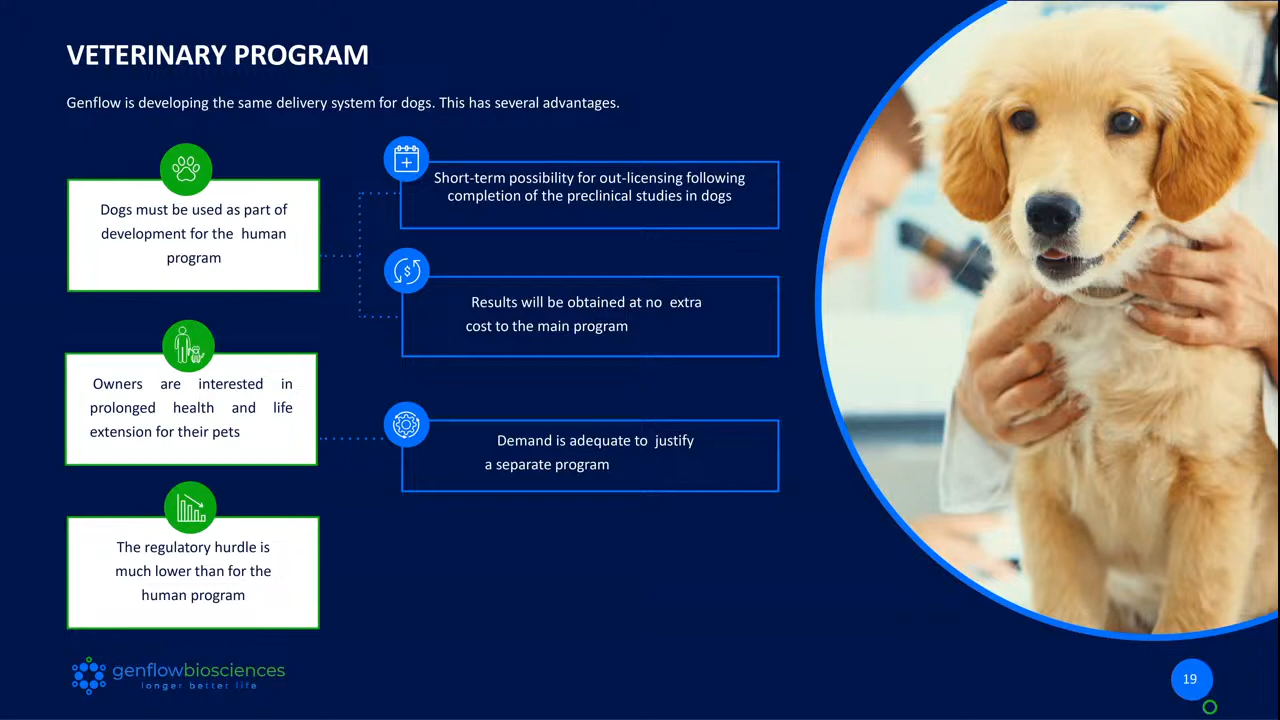 VETERINARY PROGRAM
Genflow is developing the same delivery system for dogs. This has several advantages.
Dogs must be used as part of
development for the human
program
Short-term possibility for out-licensing following
completion of the preclinical studies in dogs
Results will be obtained at no extra
cost to the main program
Owners are interested in
prolonged health and life
extension for their pets
Demand is adequate to justify
a separate program
The regulatory hurdle is
much lower than for the
human program
genflowbiosciences
longer better life
19